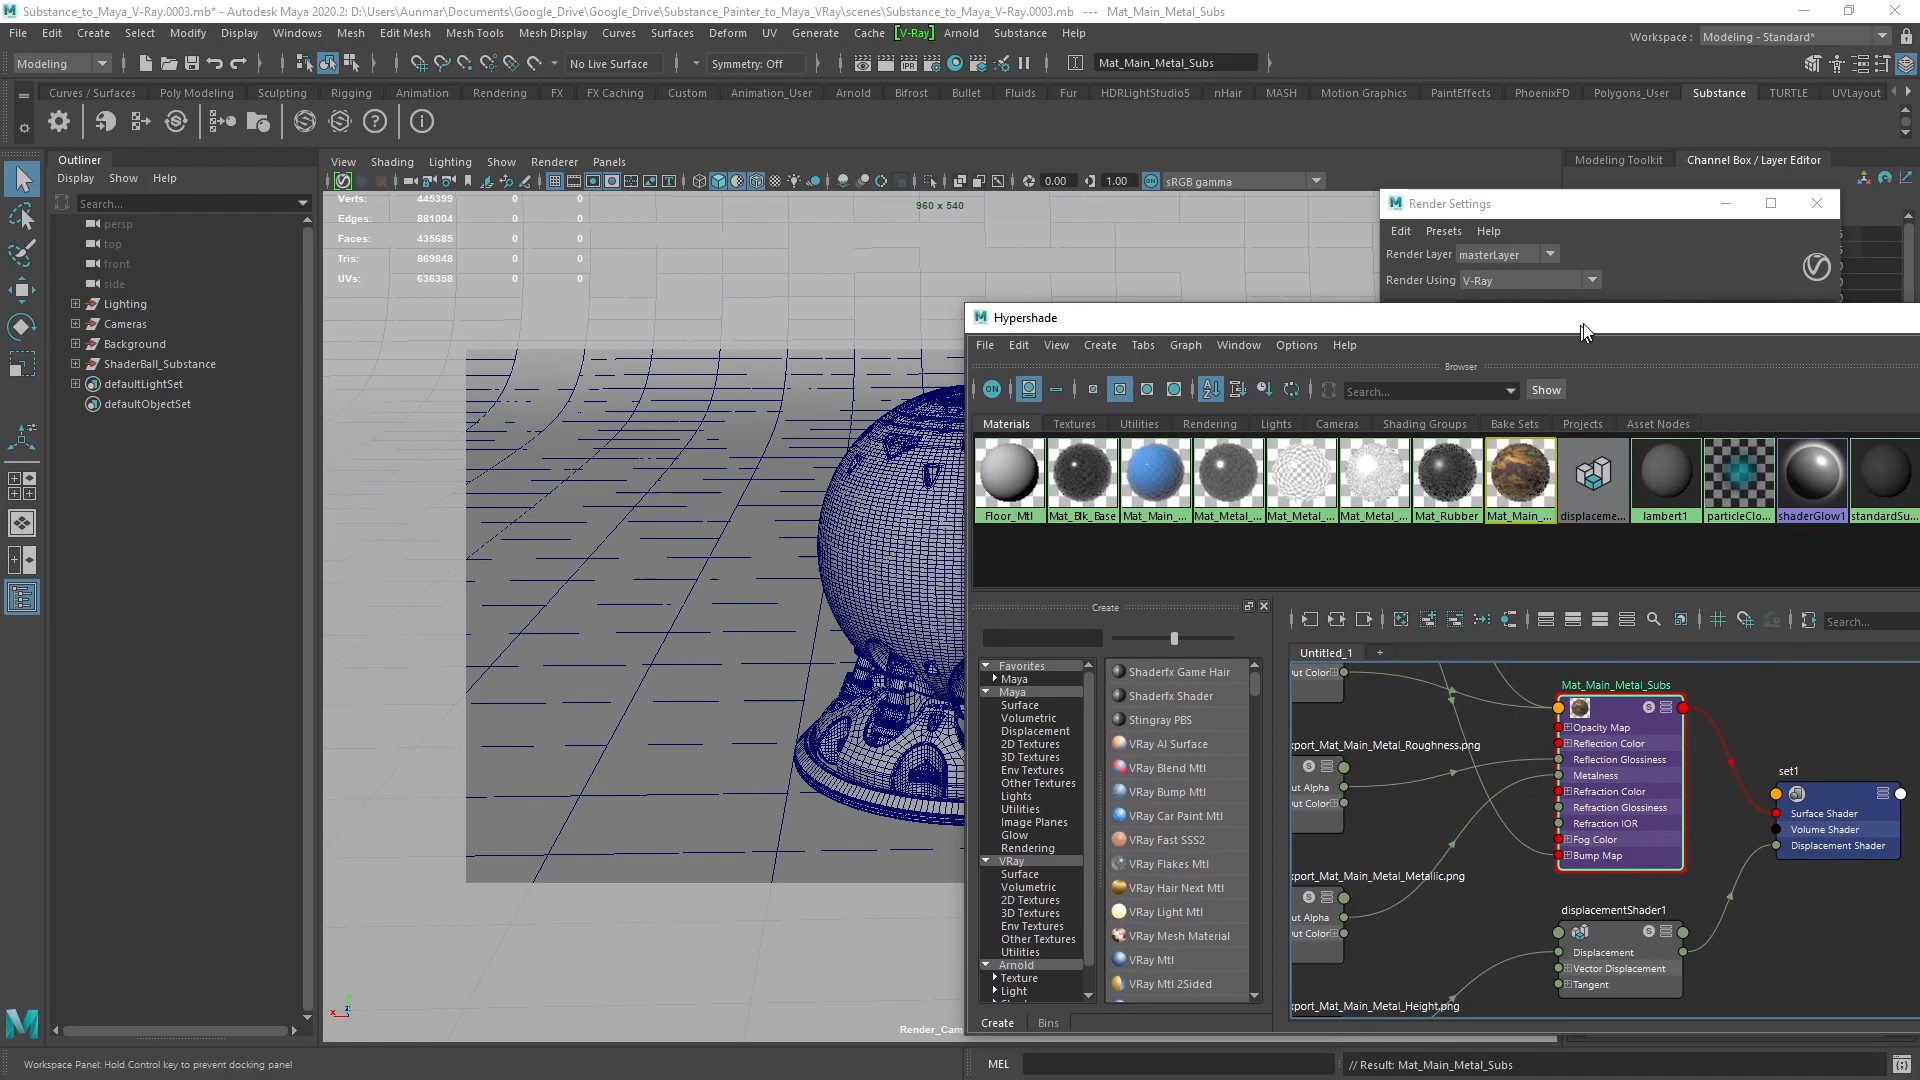 Substance_to_Maya_V-Ray.0003.mb* - Autodesk Maya 2020.2: D:\Users\Aunmar\Documents\Google_Drive\Google_Drive\Substance_Painter_to_Maya_VRay\scenes\Substance_to_Maya_V-Ray.0003.mb --- Mat_Main_Metal_Subs
File Edit Create Select Modify Display Windows Mesh Edit Mesh Mesh Tools Mesh Display Curves Surfaces Deform UV Generate Cache [V-Ray] Arnold Substance Help
Workspace : Modeling - Standard*
Modeling No Live Surface Symmetry: Off Mat_Main_Metal_Subs
Curves / Surfaces Poly Modeling Sculpting Rigging Animation Rendering FX FX Caching Custom Animation_User Arnold Bifrost Bullet Fluids Fur HDRLightStudio5 nHair MASH Motion Graphics PaintEffects PhoenixFD Polygons_User Substance TURTLE UVLayout
Outliner
Display Show Help
Search...
persp
top
front
side
Lighting
Cameras
Background
ShaderBall_Substance
defaultLightSet
defaultObjectSet
View Shading Lighting Show Renderer Panels
0.00 1.00 sRGB gamma
Verts: 445399 0 0
Edges: 881004 0 0
Faces: 435685 0 0
Tris: 869848 0 0
UVs: 636358 0 0
960 x 540
Render_Cam
Modeling Toolkit Channel Box / Layer Editor
Render Settings
Edit Presets Help
Render Layer masterLayer
Render Using V-Ray
Hypershade
File Edit View Create Tabs Graph Window Options Help
Browser
ON Search... Show
Materials Textures Utilities Rendering Lights Cameras Shading Groups Bake Sets Projects Asset Nodes
Floor_Mtl Mat_Blk_Base Mat_Main_... Mat_Metal_... Mat_Metal_... Mat_Metal_... Mat_Rubber Mat_Main_... displaceme... lambert1 particleClo... shaderGlow1 standardSu...
Create
Favorites
Maya
Maya
Surface
Volumetric
Displacement
2D Textures
3D Textures
Env Textures
Other Textures
Lights
Utilities
Image Planes
Glow
Rendering
VRay
Surface
Volumetric
2D Textures
3D Textures
Env Textures
Other Textures
Utilities
Arnold
Texture
Light
Shaderfx Game Hair
Shaderfx Shader
Stingray PBS
VRay Al Surface
VRay Blend Mtl
VRay Bump Mtl
VRay Car Paint Mtl
VRay Fast SSS2
VRay Flakes Mtl
VRay Hair Next Mtl
VRay Light Mtl
VRay Mesh Material
VRay Mtl
VRay Mtl 2Sided
Create Bins
Search...
Untitled_1 +
ut Color
xport_Mat_Main_Metal_Roughness.png
ut Alpha
ut Color
xport_Mat_Main_Metal_Metallic.png
ut Alpha
ut Color
xport_Mat_Main_Metal_Height.png
Mat_Main_Metal_Subs
Opacity Map
Reflection Color
Reflection Glossiness
Metalness
Refraction Color
Refraction Glossiness
Refraction IOR
Fog Color
Bump Map
set1
Surface Shader
Volume Shader
Displacement Shader
displacementShader1
Displacement
Vector Displacement
Tangent
Workspace Panel: Hold Control key to prevent docking panel
MEL
// Result: Mat_Main_Metal_Subs